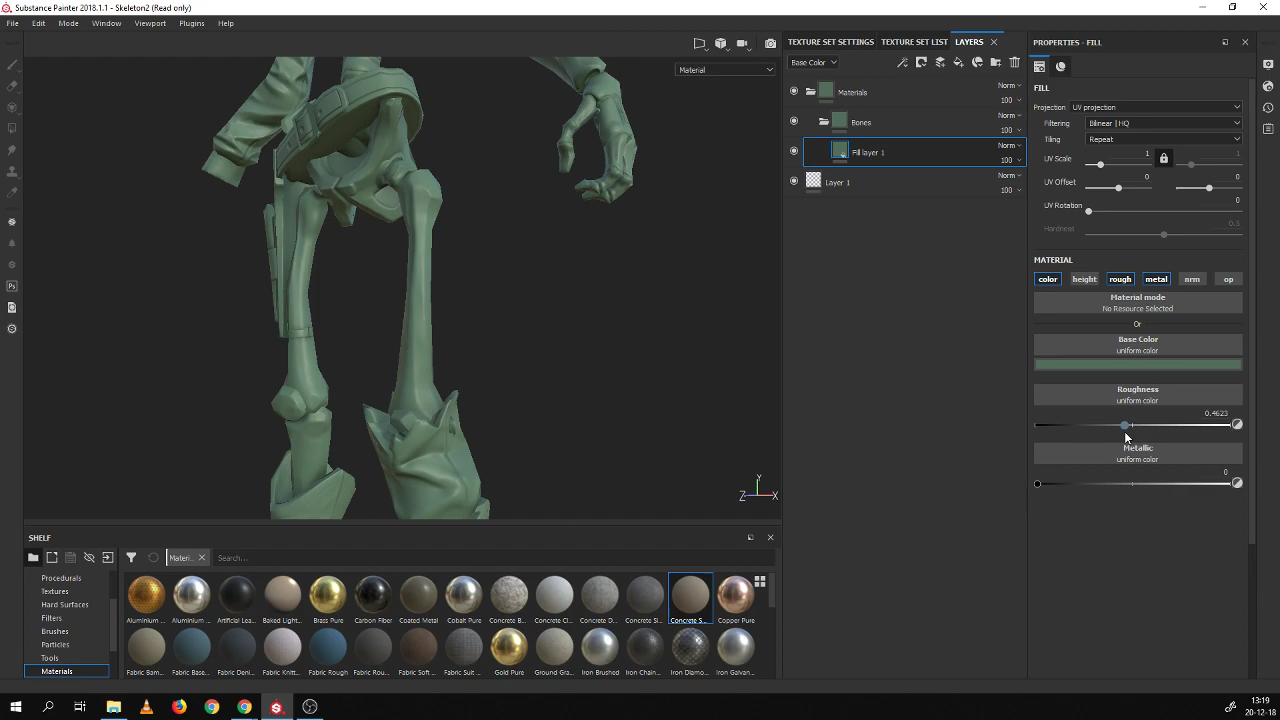 Substance Painter 2018.1.1 - Skeleton2 (Read only)
File Edit Mode Window Viewport Plugins Help
Material
TEXTURE SET SETTINGS TEXTURE SET LIST LAYERS
Base Color
Materials Norm
100
Bones Norm
100
Fill layer 1 Norm
100
Layer 1 Norm
100
PROPERTIES - FILL
FILL
Projection UV projection
Filtering Bilinear | HQ
Tiling Repeat
UV Scale 1 1
UV Offset 0 0
UV Rotation 0
Hardness 0.5
MATERIAL
color height rough metal nrm op
Material mode
No Resource Selected
Or
Base Color
uniform color
Roughness
uniform color
0.4623
Metallic
uniform color
0
Y
Z X
SHELF
Ps
Materi... Search...
Procedurals
Textures
Hard Surfaces
Filters
Brushes
Particles
Tools
Materials
Aluminium ... Aluminium ... Artificial Lea... Baked Light... Brass Pure Carbon Fiber Coated Metal Cobalt Pure Concrete B... Concrete Cl... Concrete D... Concrete Si... Concrete S... Copper Pure
Fabric Bam... Fabric Base... Fabric Deni... Fabric Knitt... Fabric Rough Fabric Rou... Fabric Soft ... Fabric Suit ... Gold Pure Ground Gra... Iron Brushed Iron Chain... Iron Diamo... Iron Galvan...
13:19
20-12-18